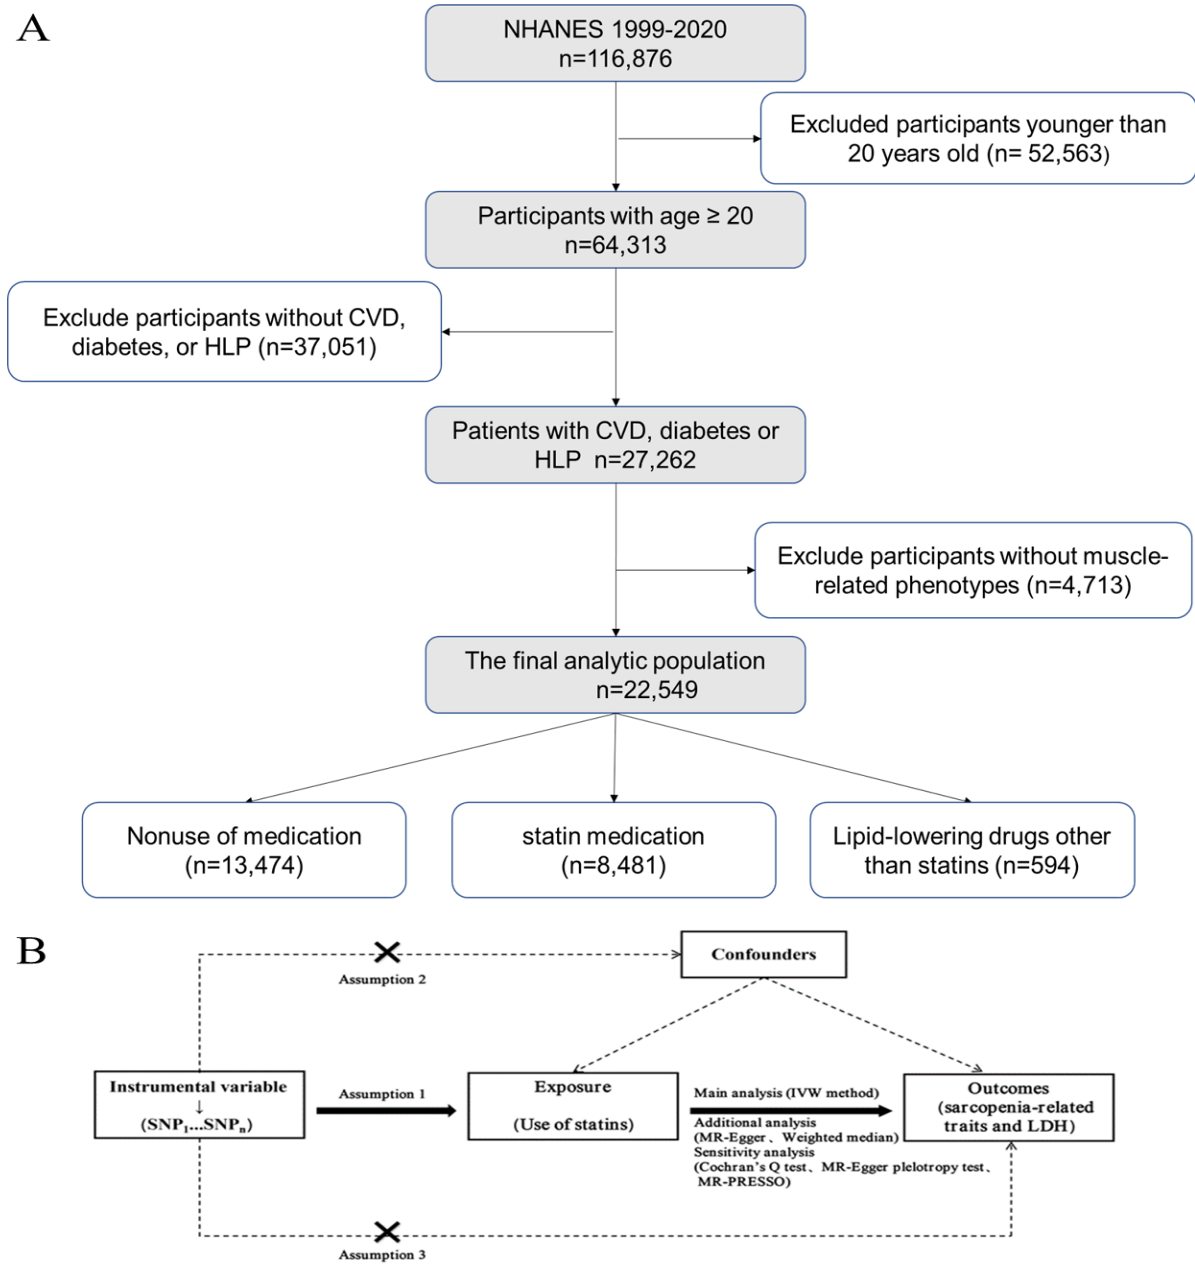 A
NHANES 1999-2020
n=116,876
Excluded participants younger than
20 years old (n= 52,563)
Participants with age ≥ 20
n=64,313
Exclude participants without CVD,
diabetes, or HLP (n=37,051)
Patients with CVD, diabetes or
HLP n=27,262
Exclude participants without muscle-
related phenotypes (n=4,713)
The final analytic population
n=22,549
Nonuse of medication
(n=13,474)
statin medication
(n=8,481)
Lipid-lowering drugs other
than statins (n=594)
B
Confounders
Assumption 2
Instrumental variable
↓
(SNP₁...SNPₙ)
Assumption 1
Exposure
(Use of statins)
Main analysis (IVW method)
Additional analysis
(MR-Egger、Weighted median)
Sensitivity analysis
(Cochran's Q test、MR-Egger plelotropy test、
MR-PRESSO)
Outcomes
(sarcopenia-related
traits and LDH)
Assumption 3